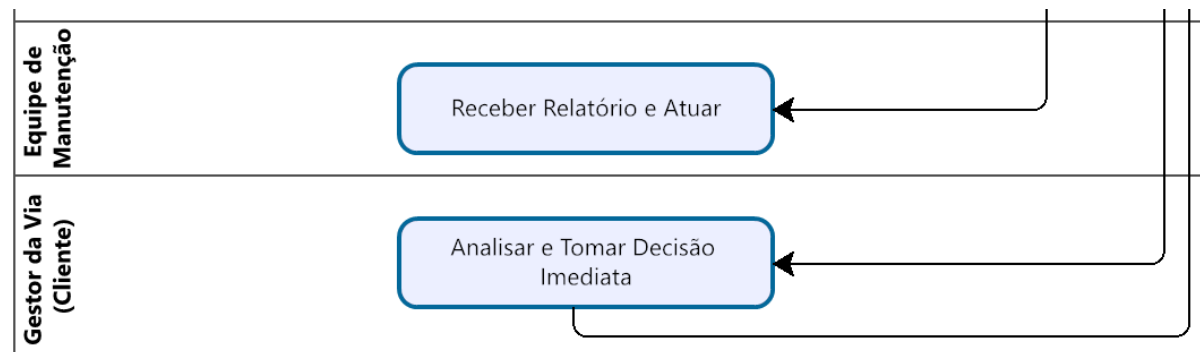 Equipe de
Manutenção
Receber Relatório e Atuar
Gestor da Via
(Cliente)
Analisar e Tomar Decisão
Imediata